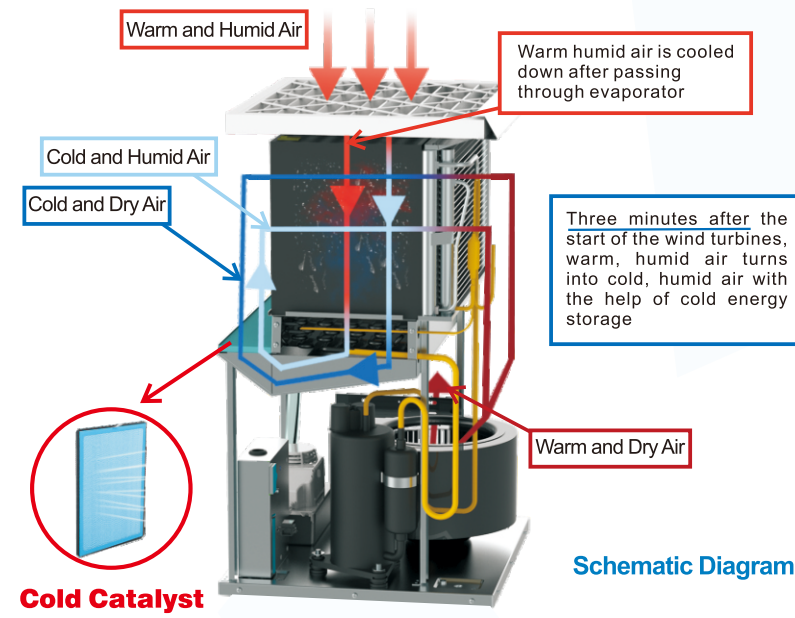 Warm and Humid Air
Warm humid air is cooled
down after passing
through evaporator
Cold and Humid Air
Cold and Dry Air
Three minutes after the
start of the wind turbines,
warm, humid air turns
into cold, humid air with
the help of cold energy
storage
Warm and Dry Air
Schematic Diagram
Cold Catalyst